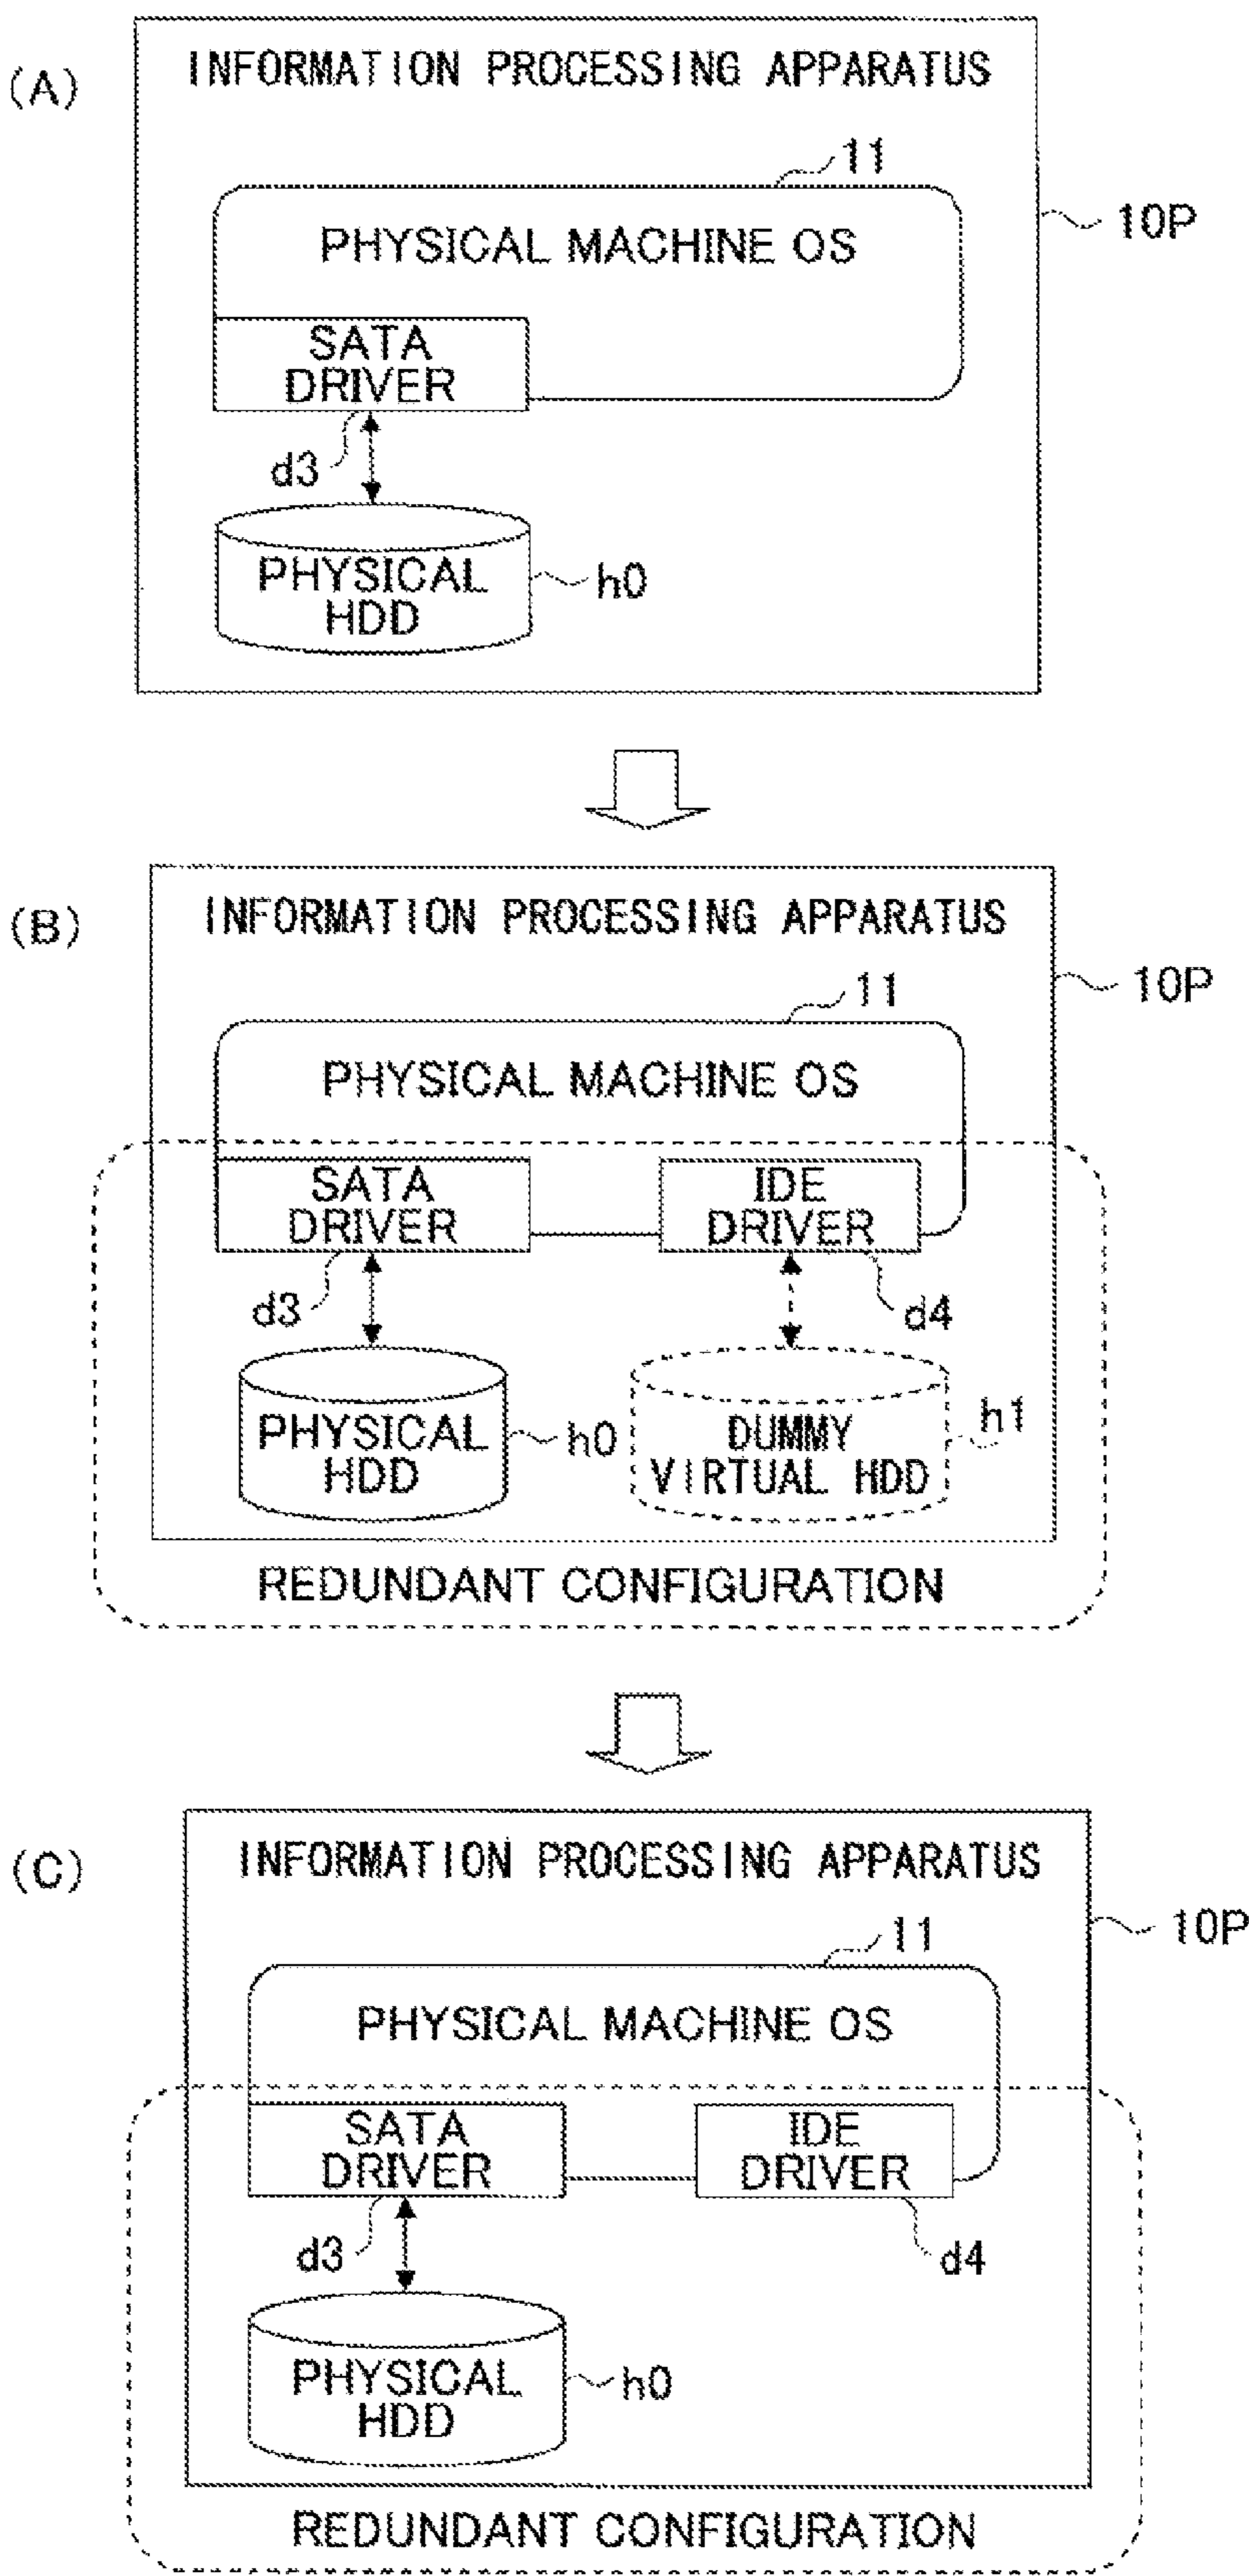 (A)
INFORMATION PROCESSING APPARATUS
11
10P
PHYSICAL MACHINE OS
SATA
DRIVER
d3
PHYSICAL
HDD
h0
(B)
INFORMATION PROCESSING APPARATUS
11
10P
PHYSICAL MACHINE OS
SATA
DRIVER
IDE
DRIVER
d3
d4
PHYSICAL
HDD
h0
DUMMY
VIRTUAL HDD
h1
REDUNDANT CONFIGURATION
(C)
INFORMATION PROCESSING APPARATUS
11
10P
PHYSICAL MACHINE OS
SATA
DRIVER
IDE
DRIVER
d3
d4
PHYSICAL
HDD
h0
REDUNDANT CONFIGURATION